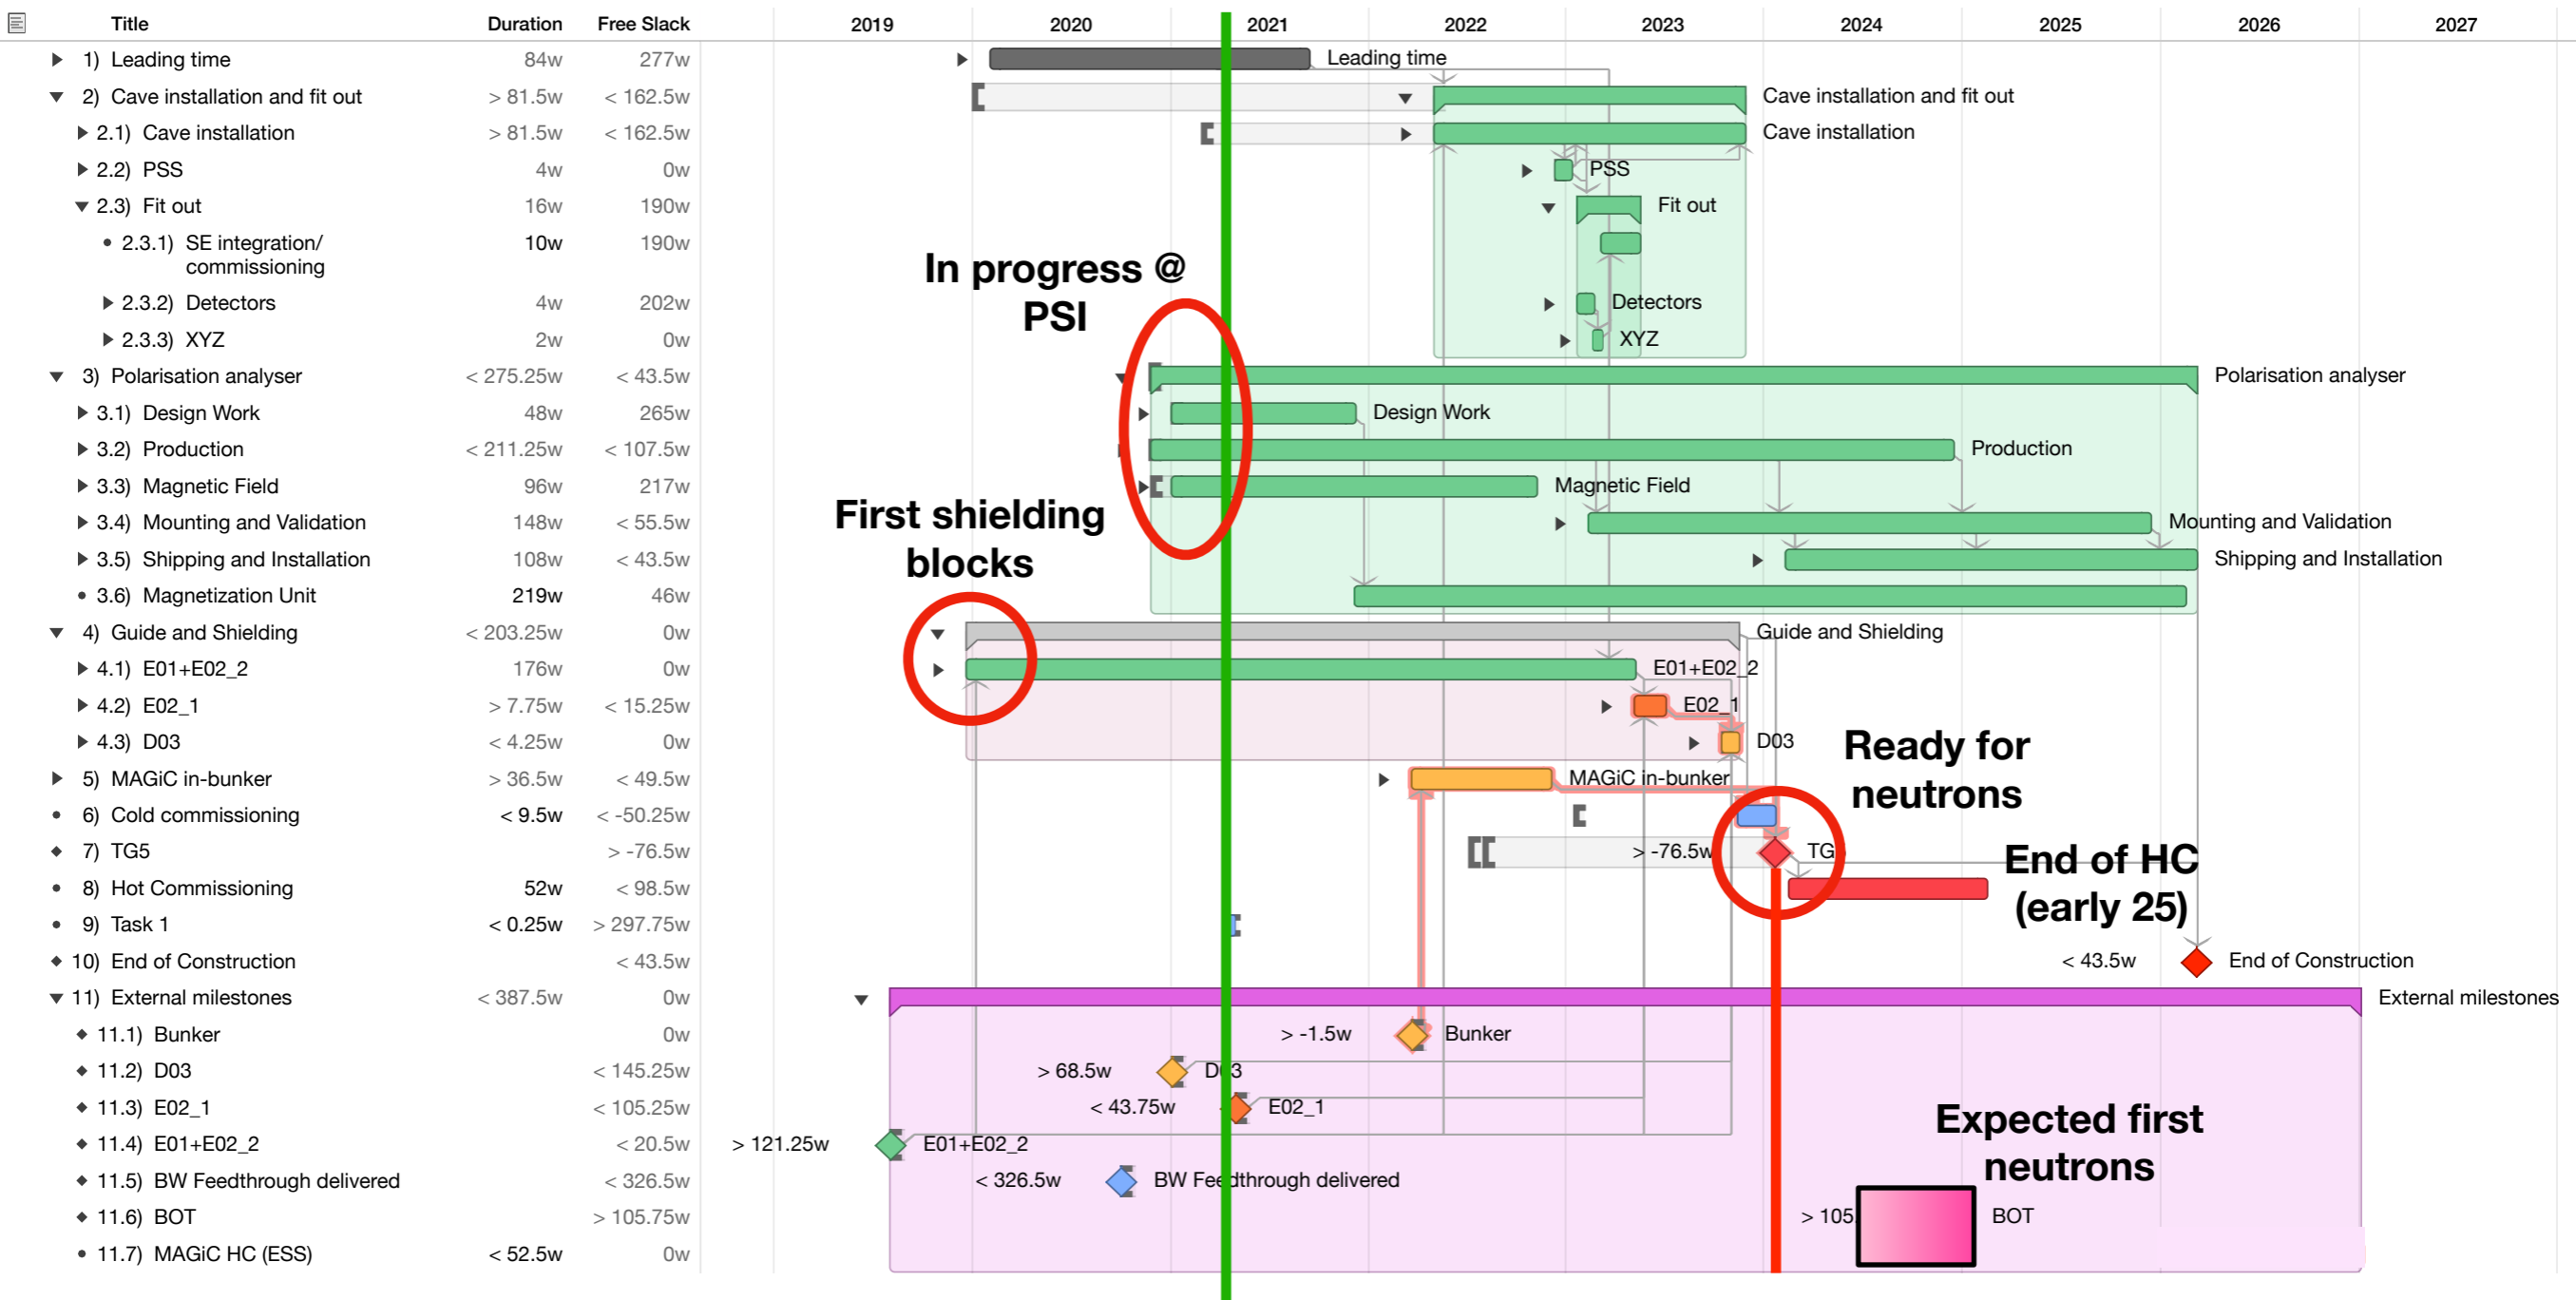 Title Duration Free Slack 2019 2020 2021 2022 2023 2024 2025 2026 2027
1) Leading time 84w 277w Leading time
2) Cave installation and fit out > 81.5w < 162.5w Cave installation and fit out
2.1) Cave installation > 81.5w < 162.5w Cave installation
2.2) PSS 4w 0w PSS
2.3) Fit out 16w 190w Fit out
2.3.1) SE integration/ 10w 190w
commissioning
In progress @
PSI
2.3.2) Detectors 4w 202w Detectors
2.3.3) XYZ 2w 0w XYZ
3) Polarisation analyser < 275.25w < 43.5w Polarisation analyser
3.1) Design Work 48w 265w Design Work
3.2) Production < 211.25w < 107.5w Production
3.3) Magnetic Field 96w 217w Magnetic Field
First shielding
blocks
3.4) Mounting and Validation 148w < 55.5w Mounting and Validation
3.5) Shipping and Installation 108w < 43.5w Shipping and Installation
3.6) Magnetization Unit 219w 46w
4) Guide and Shielding < 203.25w 0w Guide and Shielding
4.1) E01+E02_2 176w 0w E01+E02_2
4.2) E02_1 > 7.75w < 15.25w E02_1
4.3) D03 < 4.25w 0w D03
Ready for
neutrons
5) MAGiC in-bunker > 36.5w < 49.5w MAGiC in-bunker
6) Cold commissioning < 9.5w < -50.25w
7) TG5 > -76.5w > -76.5w TG5
End of HC
(early 25)
8) Hot Commissioning 52w < 98.5w
9) Task 1 < 0.25w > 297.75w
10) End of Construction < 43.5w < 43.5w End of Construction
11) External milestones < 387.5w 0w External milestones
11.1) Bunker 0w > -1.5w Bunker
11.2) D03 < 145.25w > 68.5w D03
11.3) E02_1 < 105.25w < 43.75w E02_1
Expected first
neutrons
11.4) E01+E02_2 < 20.5w > 121.25w E01+E02_2
11.5) BW Feedthrough delivered < 326.5w < 326.5w BW Feedthrough delivered
11.6) BOT > 105.75w > 105. BOT
11.7) MAGiC HC (ESS) < 52.5w 0w